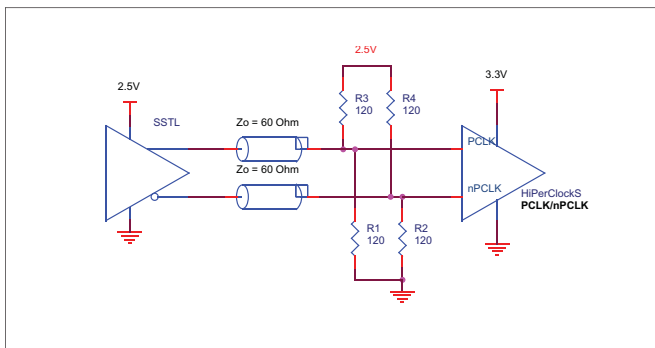 2.5V
SSTL
Zo = 60 Ohm
Zo = 60 Ohm
2.5V
R3
120
R4
120
3.3V
PCLK
nPCLK
HiPerClockS
PCLK/nPCLK
R1
120
R2
120